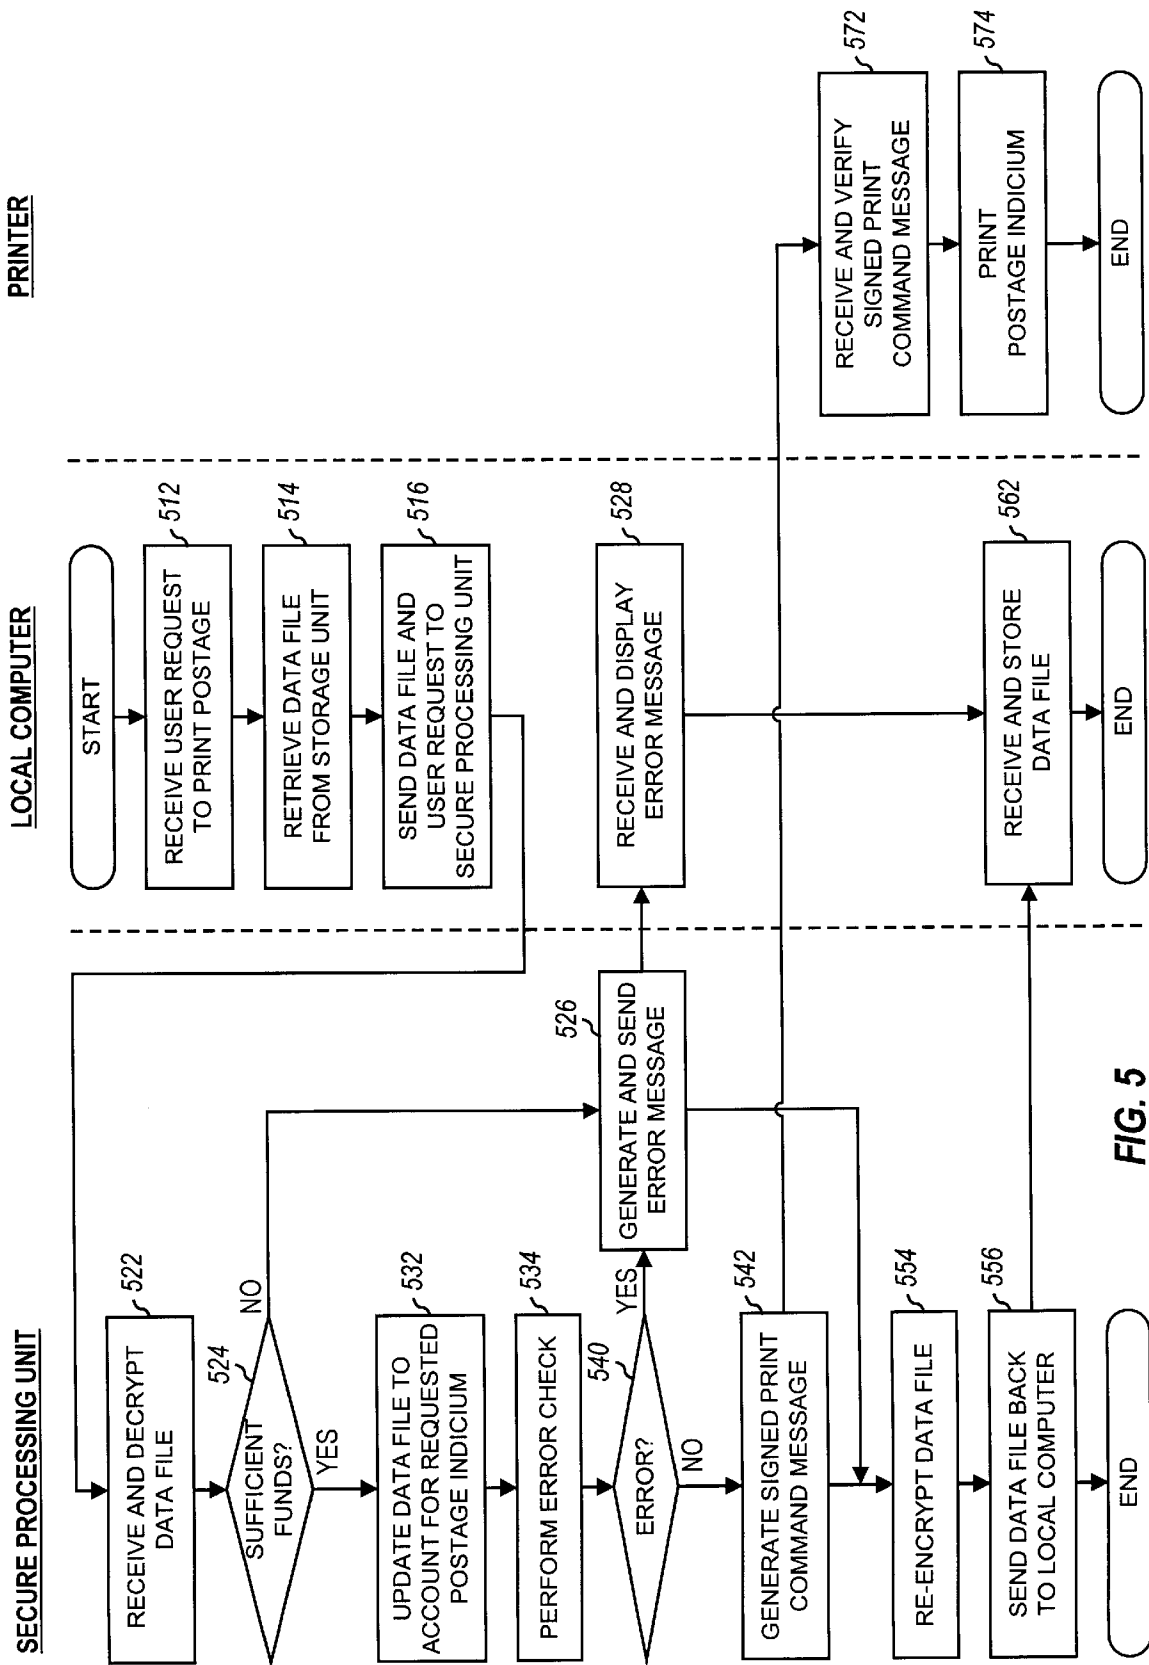 SECURE PROCESSING UNIT
LOCAL COMPUTER
PRINTER
START
512
RECEIVE USER REQUEST
TO PRINT POSTAGE
514
RETRIEVE DATA FILE
FROM STORAGE UNIT
516
SEND DATA FILE AND
USER REQUEST TO
SECURE PROCESSING UNIT
522
RECEIVE AND DECRYPT
DATA FILE
524
SUFFICIENT
FUNDS?
NO
YES
532
UPDATE DATA FILE TO
ACCOUNT FOR REQUESTED
POSTAGE INDICIUM
534
PERFORM ERROR CHECK
540
ERROR?
YES
NO
526
GENERATE AND SEND
ERROR MESSAGE
528
RECEIVE AND DISPLAY
ERROR MESSAGE
542
GENERATE SIGNED PRINT
COMMAND MESSAGE
554
RE-ENCRYPT DATA FILE
556
SEND DATA FILE BACK
TO LOCAL COMPUTER
END
562
RECEIVE AND STORE
DATA FILE
END
572
RECEIVE AND VERIFY
SIGNED PRINT
COMMAND MESSAGE
574
PRINT
POSTAGE INDICIUM
END
FIG. 5